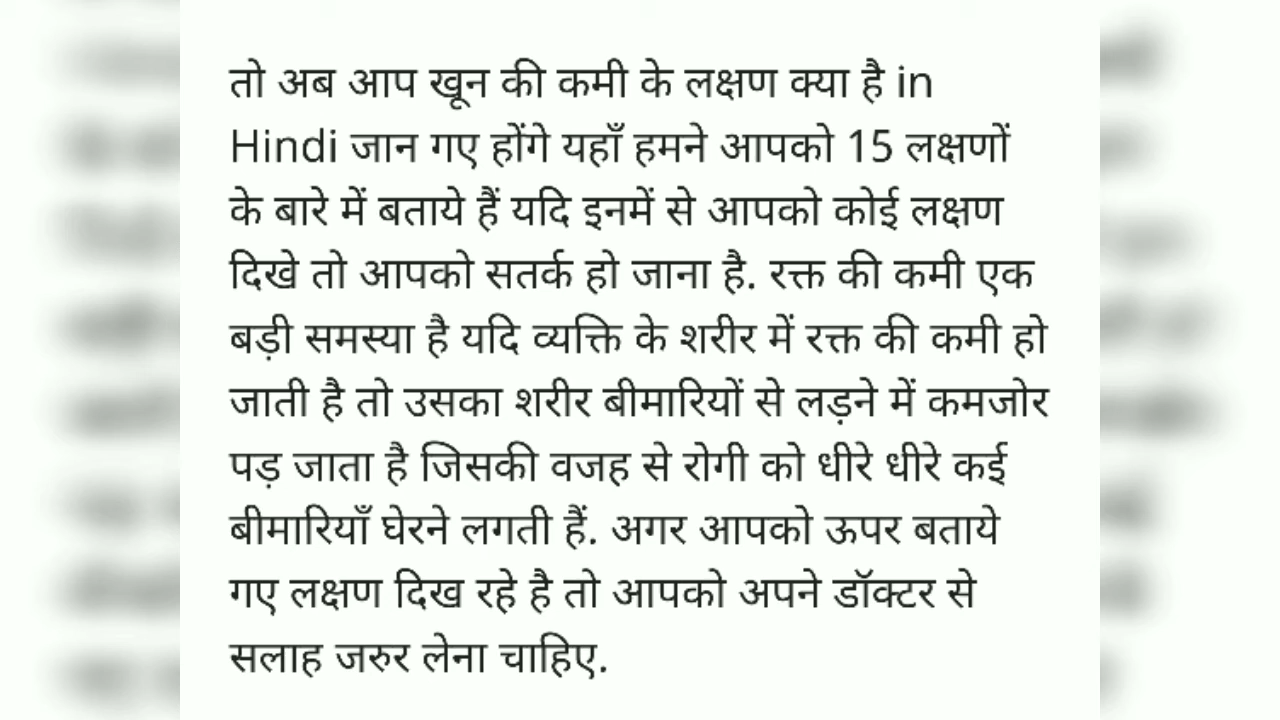 तो अब आप खून की कमी के लक्षण क्या है in
Hindi जान गए होंगे यहाँ हमने आपको 15 लक्षणों
के बारे में बताये हैं यदि इनमें से आपको कोई लक्षण
दिखे तो आपको सतर्क हो जाना है. रक्त की कमी एक
बड़ी समस्या है यदि व्यक्ति के शरीर में रक्त की कमी हो
जाती है तो उसका शरीर बीमारियों से लड़ने में कमजोर
पड़ जाता है जिसकी वजह से रोगी को धीरे धीरे कई
बीमारियाँ घेरने लगती हैं. अगर आपको ऊपर बताये
गए लक्षण दिख रहे है तो आपको अपने डॉक्टर से
सलाह जरुर लेना चाहिए.